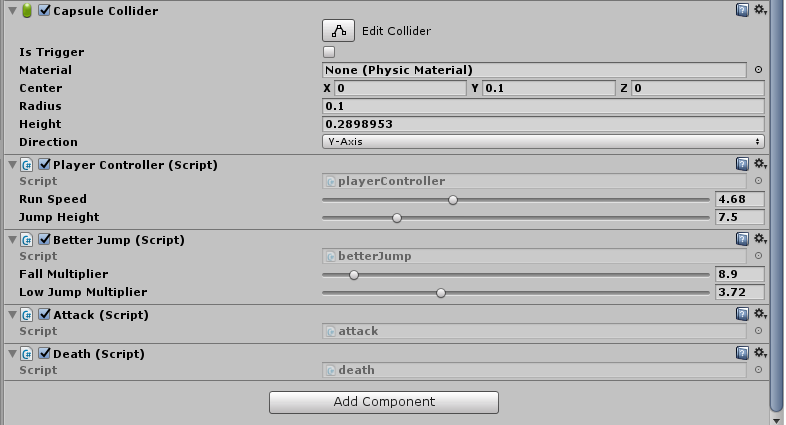 Capsule Collider
Edit Collider
Is Trigger
Material None (Physic Material)
Center X 0 Y 0.1 Z 0
Radius 0.1
Height 0.2898953
Direction Y-Axis
Player Controller (Script)
Script playerController
Run Speed 4.68
Jump Height 7.5
Better Jump (Script)
Script betterJump
Fall Multiplier 8.9
Low Jump Multiplier 3.72
Attack (Script)
Script attack
Death (Script)
Script death
Add Component